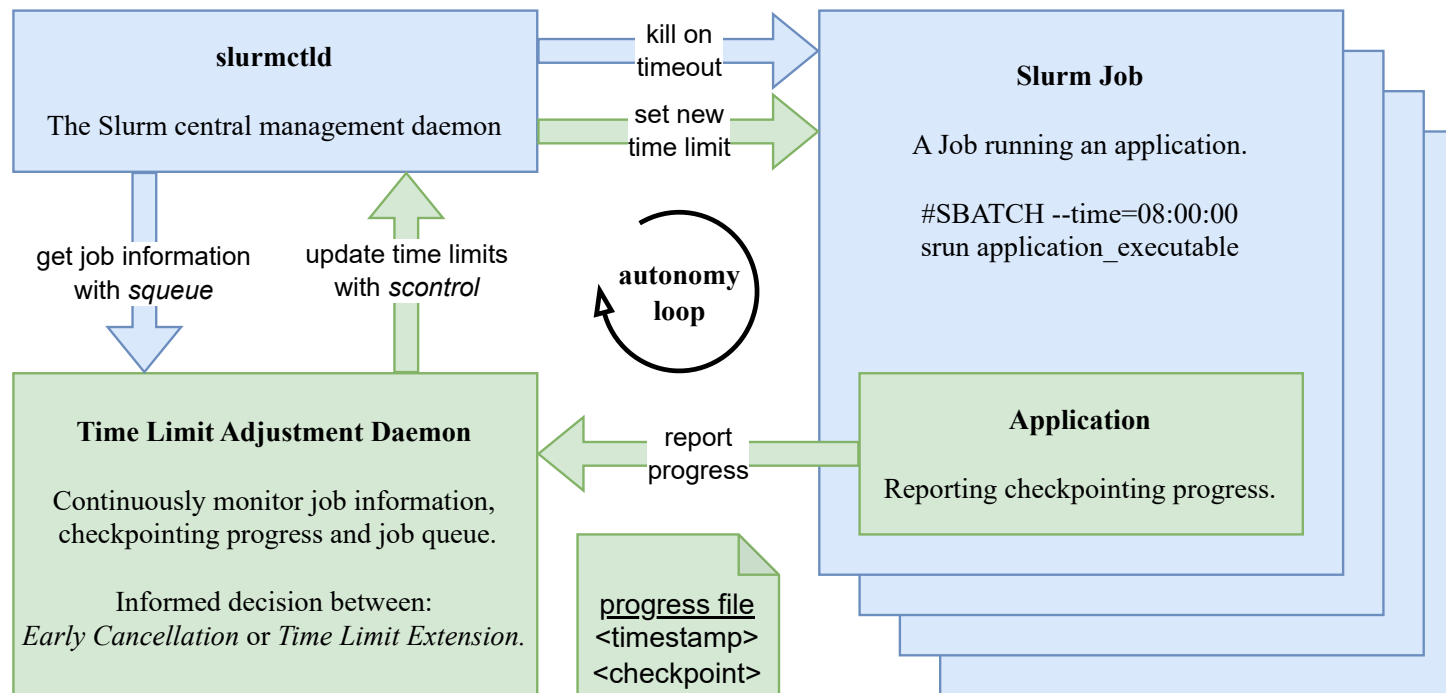 slurmctld
The Slurm central management daemon
kill on
timeout
set new
time limit
Slurm Job
A Job running an application.
#SBATCH --time=08:00:00
srun application_executable
get job information
with squeue
update time limits
with scontrol
autonomy
loop
Time Limit Adjustment Daemon
Continuously monitor job information,
checkpointing progress and job queue.
Informed decision between:
Early Cancellation or Time Limit Extension.
report
progress
Application
Reporting checkpointing progress.
progress file
<timestamp>
<checkpoint>